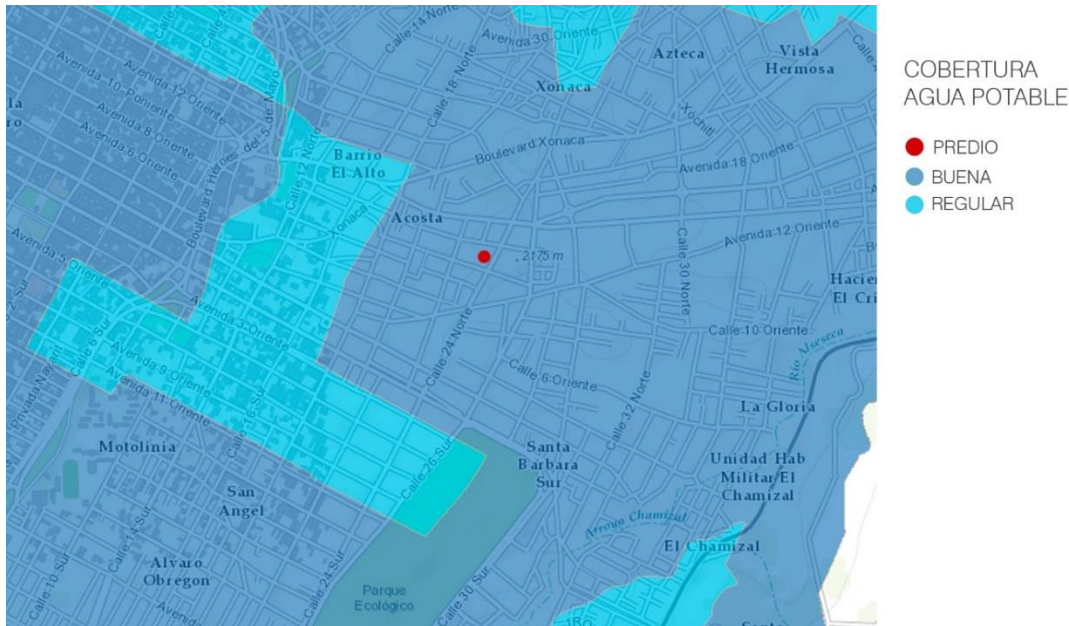 COBERTURA
AGUA POTABLE
PREDIO
BUENA
REGULAR
Calle 14 Norte
Avenida 30 Oriente
Azteca
Vista
Hermosa
Avenida 12 Oriente
Avenida -10- Poniente
Avenida 8 Oriente
Avenida 6 Oriente
Boulevard Héroes del 5 de Mayo
Calle 18 Norte
Xonaca
Xóchitl
Calle 12 Norte
Barrio
El Alto
Boulevard Xonaca
Avenida 18 Oriente
Xonaca
Acosta
2175 m
Calle 30 Norte
Avenida 12 Oriente
Avenida 5 Oriente
Hacien
El Cri
Avenida 3 Oriente
Calle 24 Norte
Calle 10 Oriente
Río Alseseca
Calle 6 Sur
Privada Nayarit
Avenida 9 Oriente
Avenida 11 Oriente
Calle 16 Sur
Calle 6 Oriente
Calle 32 Norte
La Gloria
Motolinia
Calle 26 Sur
Santa
Barbara
Sur
Unidad Hab
Militar El
Chamizal
San
Angel
Arroyo Chamizal
El Chamizal
Calle 14 Sur
Alvaro
Obregon
Calle 10 Sur
Calle 24 Sur
Parque
Ecológico
Calle 30 Sur